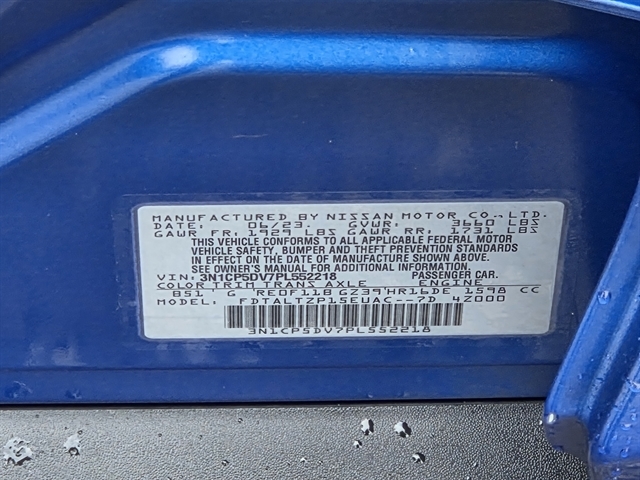 MANUFACTURED BY NISSAN MOTOR CO., LTD.
DATE: 06/23. GVWR: 3660 LBS
GAWR FR: 1929 LBS GAWR RR: 1731 LBS
THIS VEHICLE CONFORMS TO ALL APPLICABLE FEDERAL MOTOR
VEHICLE SAFETY, BUMPER AND THEFT PREVENTION STANDARDS
IN EFFECT ON THE DATE OF MANUFACTURE SHOWN ABOVE.
SEE OWNER'S MANUAL FOR ADDITIONAL INFORMATION.
VIN: 3N1CP5DV7PL552218 PASSENGER CAR.
COLOR TRIM TRANS AXLE ENGINE
B51 G RE0F11B GZ39 HR16DE 1598 CC
MODEL: FDTALTZP15EUAC--7D 4Z000
3N1CP5DV7PL552218